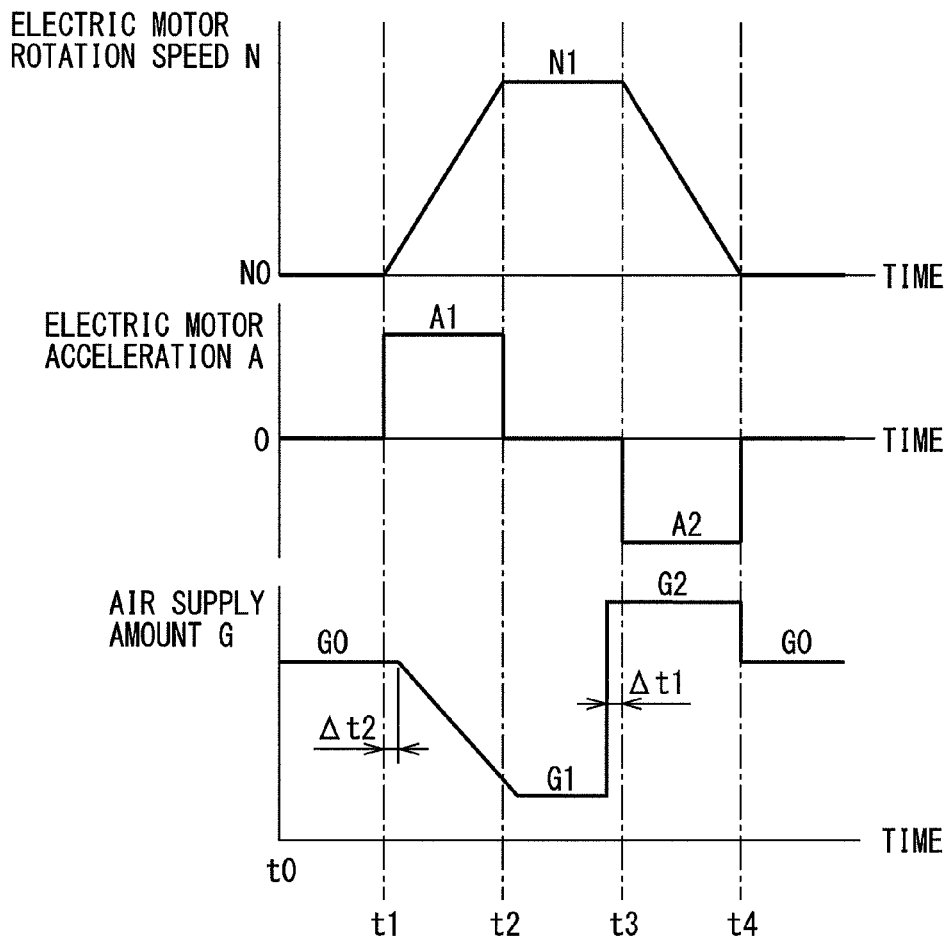 ELECTRIC MOTOR
ROTATION SPEED N
N1
N0
TIME
ELECTRIC MOTOR
ACCELERATION A
A1
0
TIME
A2
AIR SUPPLY
AMOUNT G
G0
G2
G0
Δt1
Δt2
G1
TIME
t0
t1
t2
t3
t4